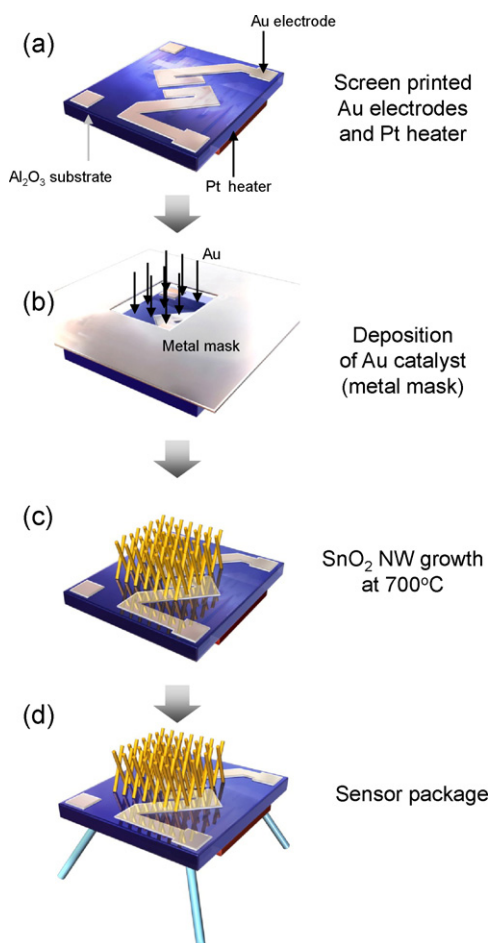 (a)
Au electrode
Screen printed
Au electrodes
and Pt heater
Al₂O₃ substrate
Pt heater
(b)
Au
Metal mask
Deposition
of Au catalyst
(metal mask)
(c)
SnO₂ NW growth
at 700°C
(d)
Sensor package